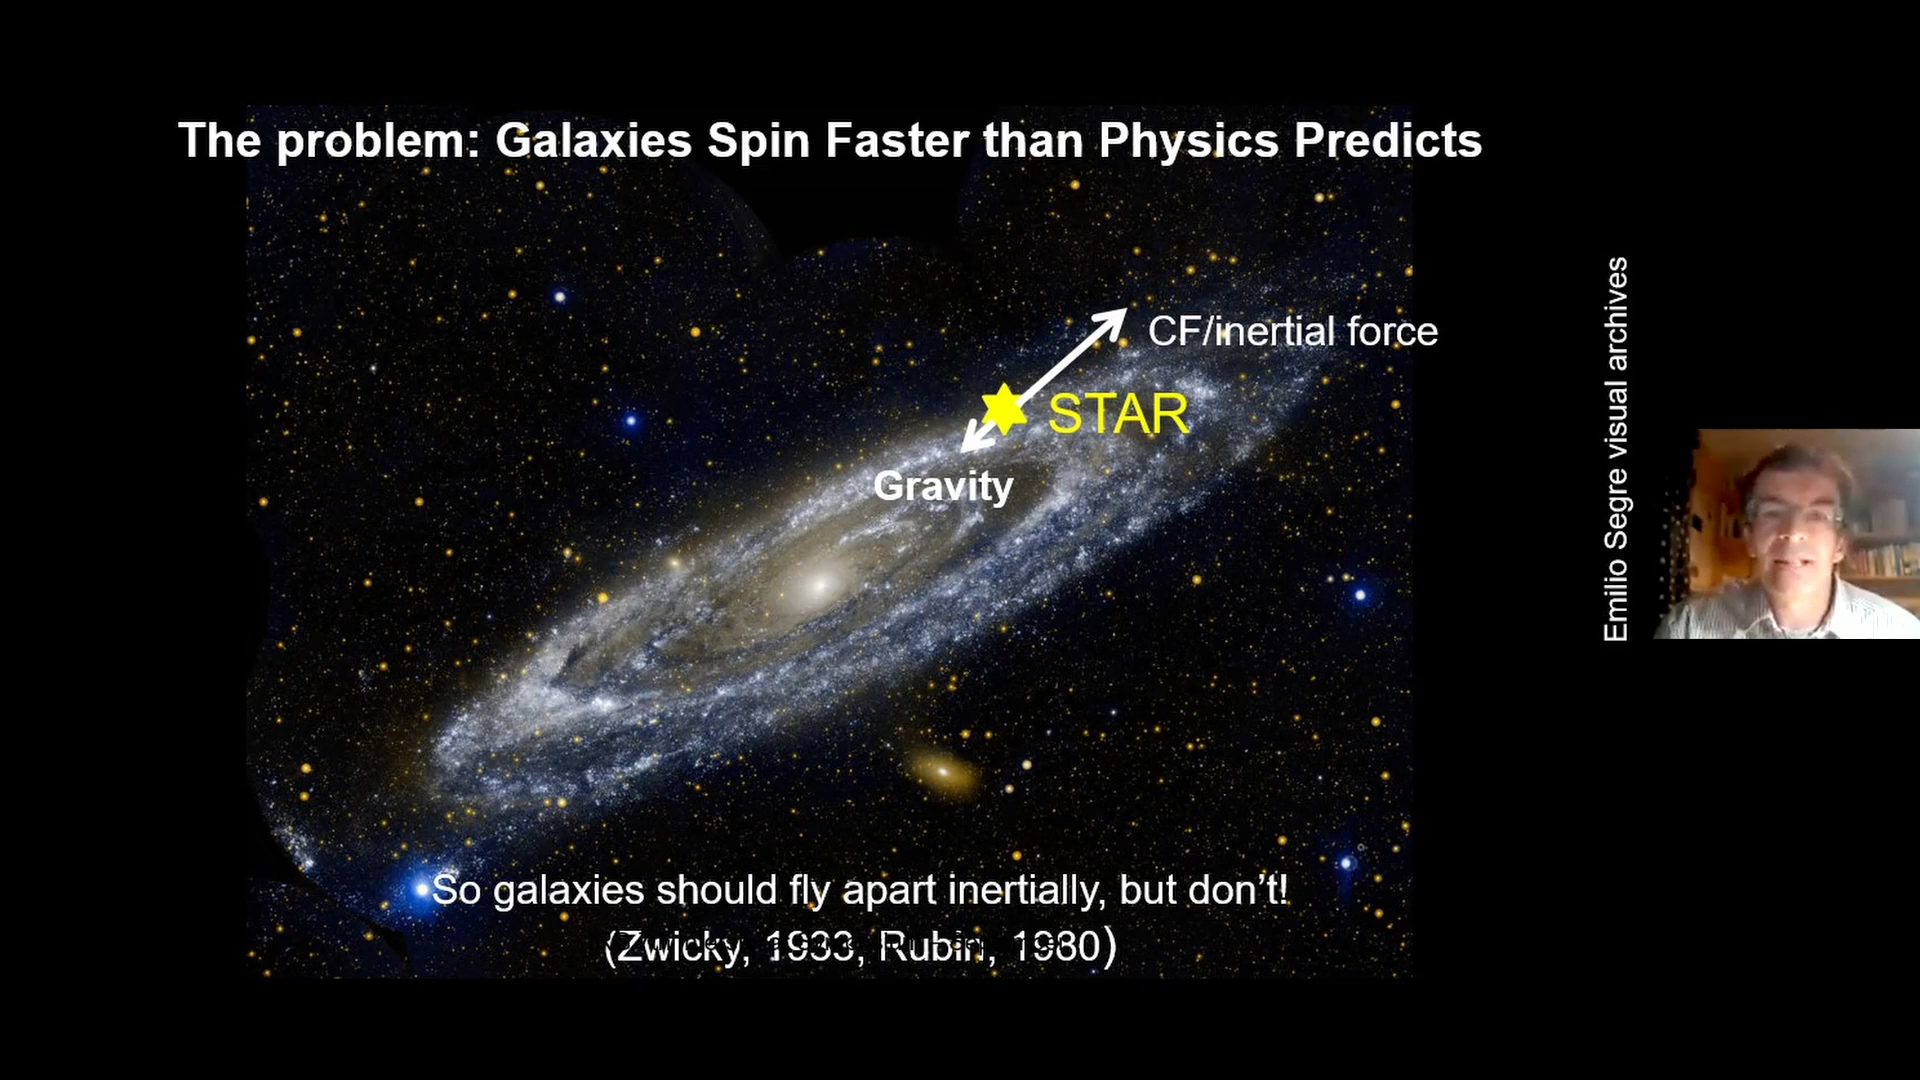 The problem: Galaxies Spin Faster than Physics Predicts
CF/inertial force
STAR
Gravity
Emilio Segre visual archives
So galaxies should fly apart inertially, but don't!
(Zwicky, 1933, Rubin, 1980)